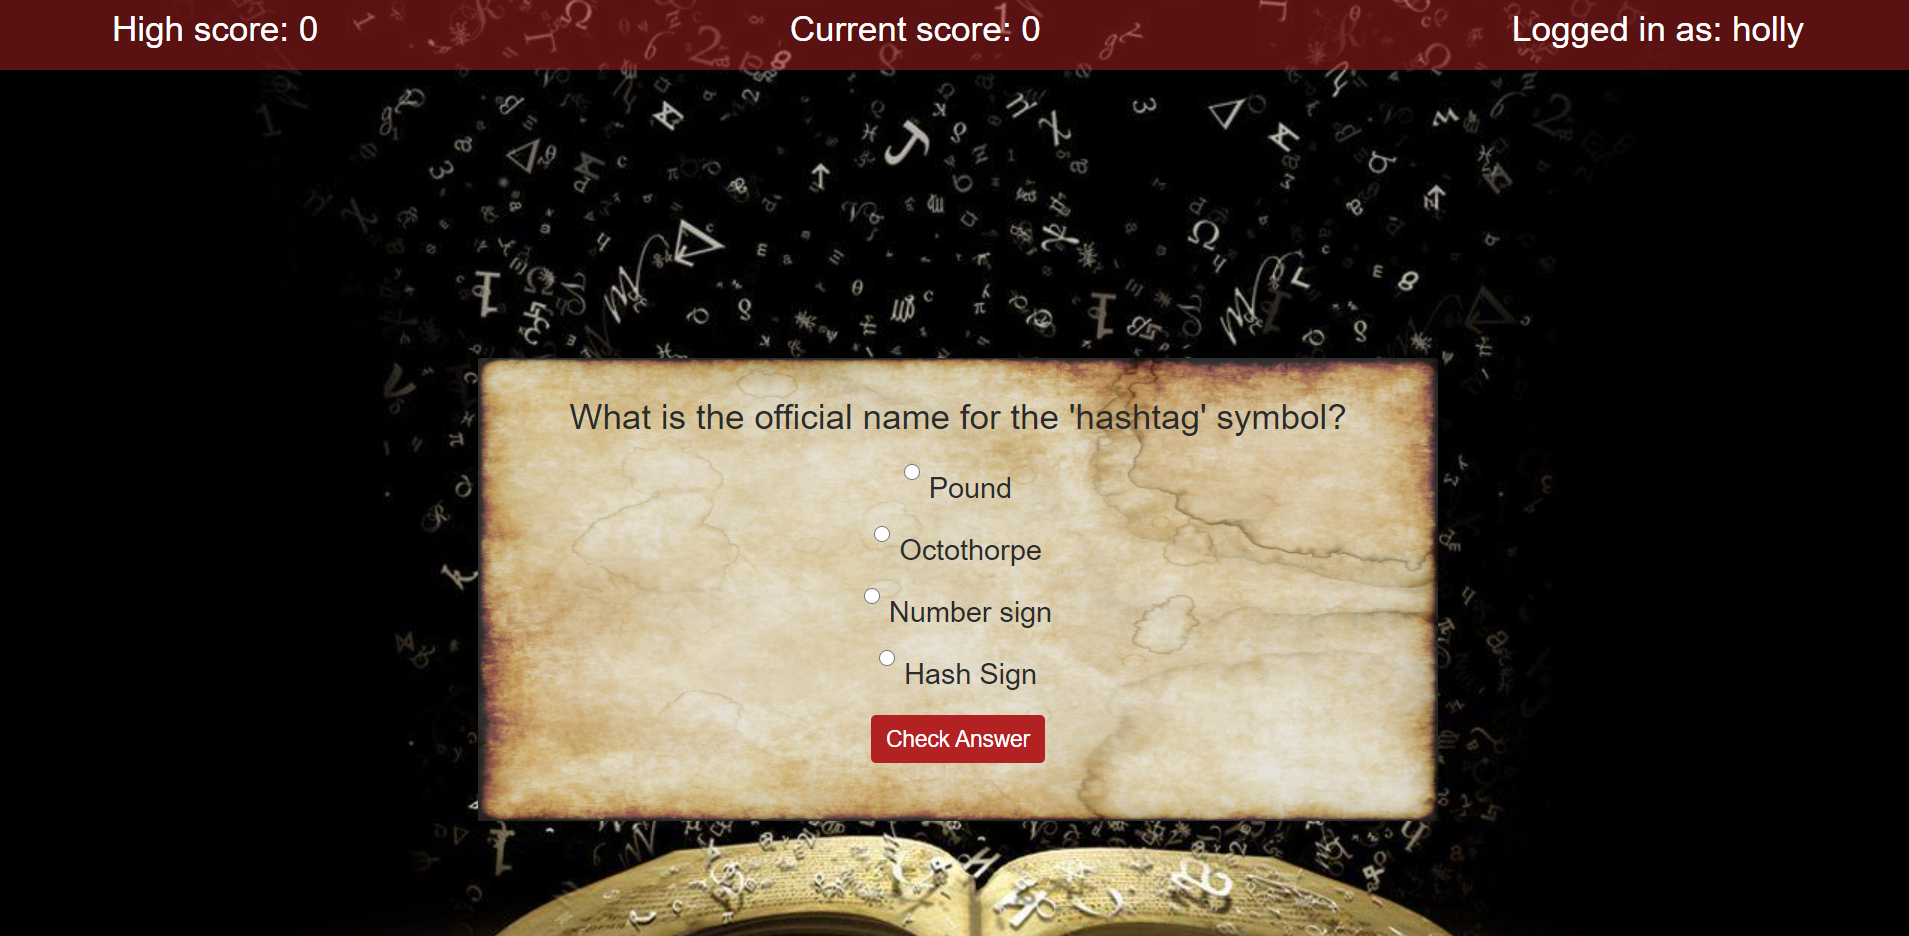 High score: 0
Current score: 0
Logged in as: holly
What is the official name for the 'hashtag' symbol?
Pound
Octothorpe
Number sign
Hash Sign
Check Answer